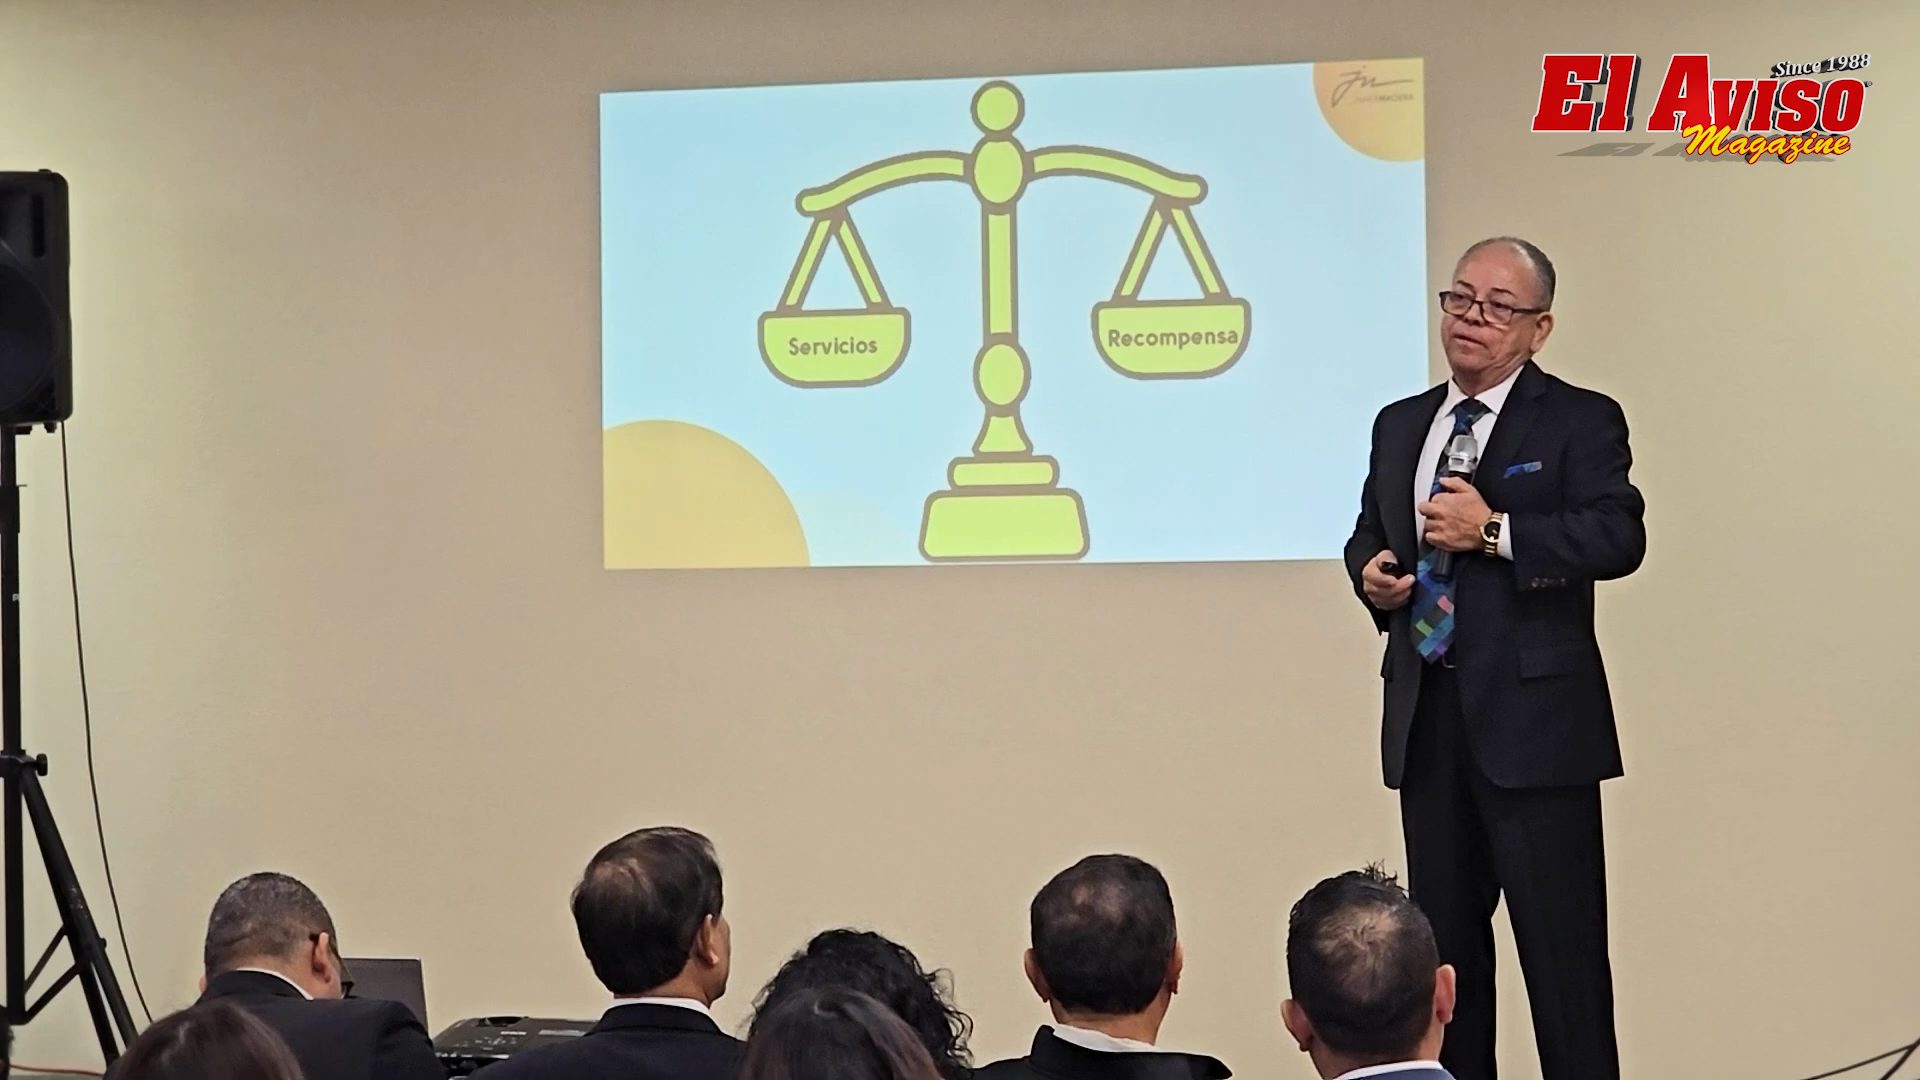 Since 1988
El Aviso
Magazine
Servicios
Recompensa